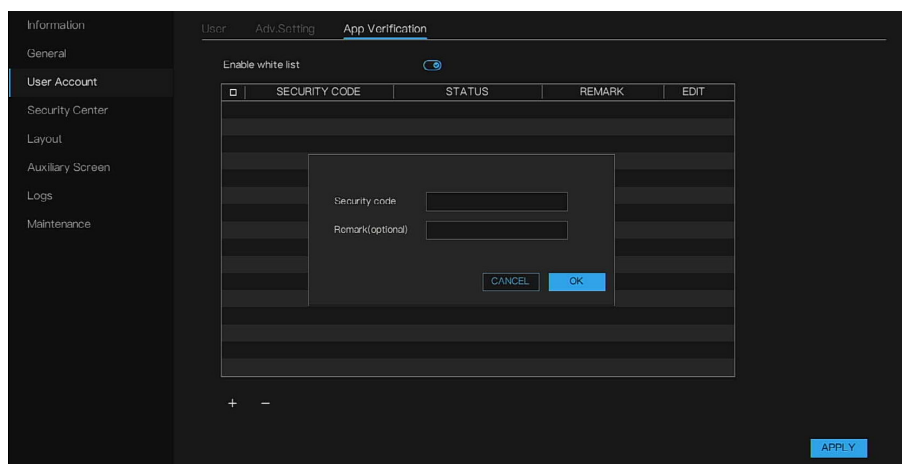 Information
General
User Account
Security Center
Layout
Auxiliary Screen
Logs
Maintenance
User Adv.Setting App Verification
Enable white list
SECURITY CODE STATUS REMARK EDIT
Security code
Remark(optional)
CANCEL OK
+ −
APPLY